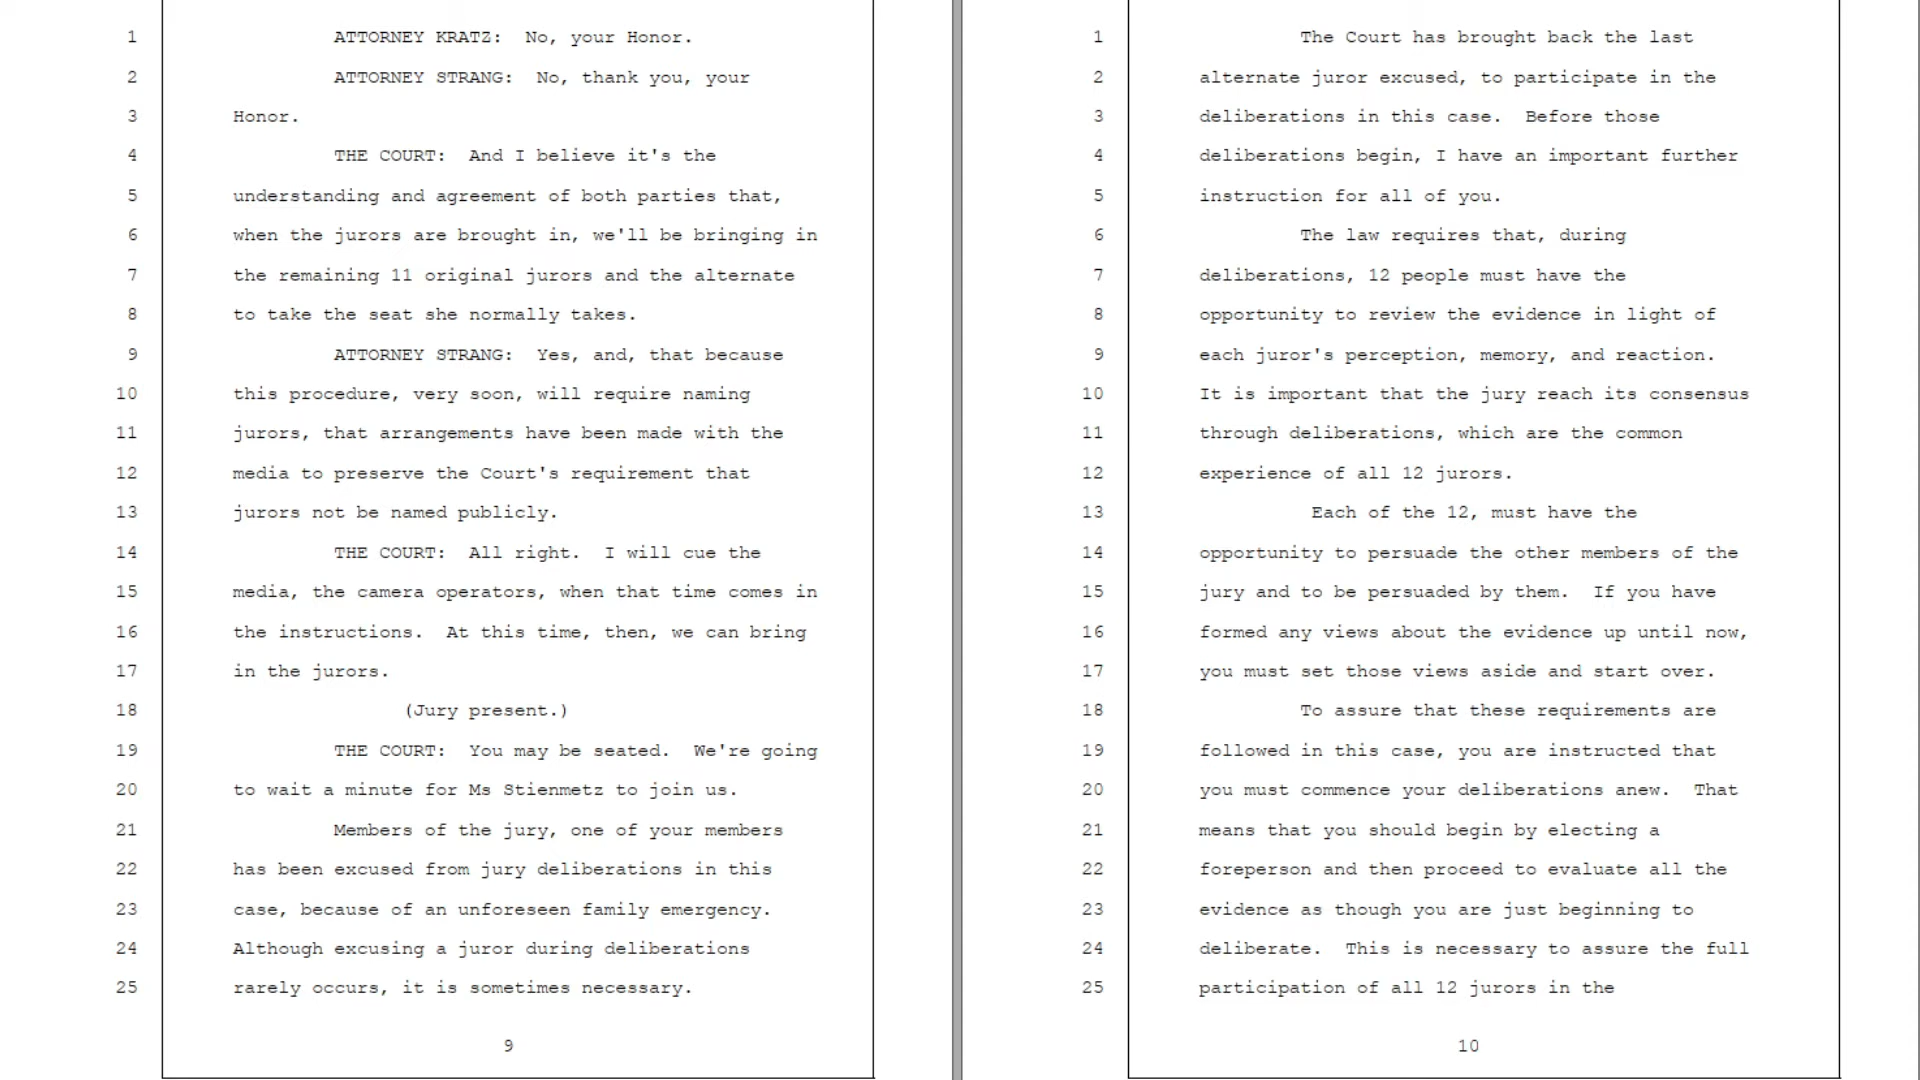 1 ATTORNEY KRATZ: No, your Honor.
2 ATTORNEY STRANG: No, thank you, your
3 Honor.
4 THE COURT: And I believe it's the
5 understanding and agreement of both parties that,
6 when the jurors are brought in, we'll be bringing in
7 the remaining 11 original jurors and the alternate
8 to take the seat she normally takes.
9 ATTORNEY STRANG: Yes, and, that because
10 this procedure, very soon, will require naming
11 jurors, that arrangements have been made with the
12 media to preserve the Court's requirement that
13 jurors not be named publicly.
14 THE COURT: All right. I will cue the
15 media, the camera operators, when that time comes in
16 the instructions. At this time, then, we can bring
17 in the jurors.
18 (Jury present.)
19 THE COURT: You may be seated. We're going
20 to wait a minute for Ms Stienmetz to join us.
21 Members of the jury, one of your members
22 has been excused from jury deliberations in this
23 case, because of an unforeseen family emergency.
24 Although excusing a juror during deliberations
25 rarely occurs, it is sometimes necessary.
9
1 The Court has brought back the last
2 alternate juror excused, to participate in the
3 deliberations in this case. Before those
4 deliberations begin, I have an important further
5 instruction for all of you.
6 The law requires that, during
7 deliberations, 12 people must have the
8 opportunity to review the evidence in light of
9 each juror's perception, memory, and reaction.
10 It is important that the jury reach its consensus
11 through deliberations, which are the common
12 experience of all 12 jurors.
13 Each of the 12, must have the
14 opportunity to persuade the other members of the
15 jury and to be persuaded by them. If you have
16 formed any views about the evidence up until now,
17 you must set those views aside and start over.
18 To assure that these requirements are
19 followed in this case, you are instructed that
20 you must commence your deliberations anew. That
21 means that you should begin by electing a
22 foreperson and then proceed to evaluate all the
23 evidence as though you are just beginning to
24 deliberate. This is necessary to assure the full
25 participation of all 12 jurors in the
10